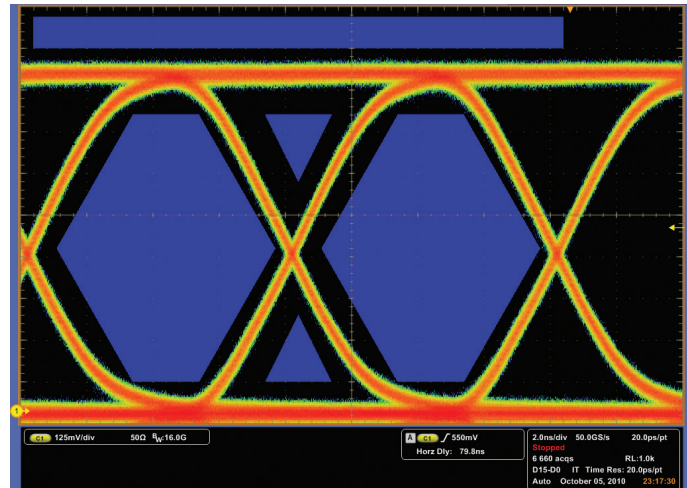 1
C1 125mV/div 50Ω BW:16.0G
A C1 550mV
Horz Dly: 79.8ns
2.0ns/div 50.0GS/s 20.0ps/pt
Stopped
6 660 acqs RL:1.0k
D15-D0 IT Time Res: 20.0ps/pt
Auto October 05, 2010 23:17:30